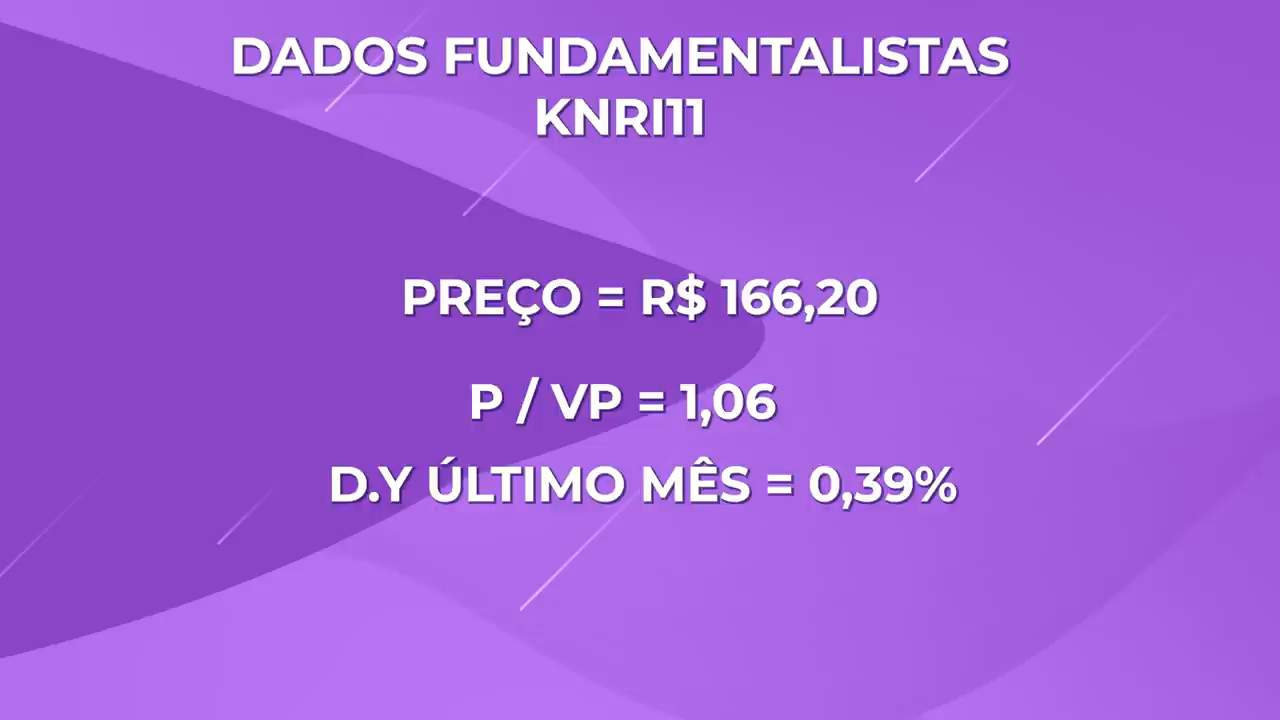 DADOS FUNDAMENTALISTAS
KNRI11
PREÇO = R$ 166,20
P / VP = 1,06
D.Y ÚLTIMO MÊS = 0,39%